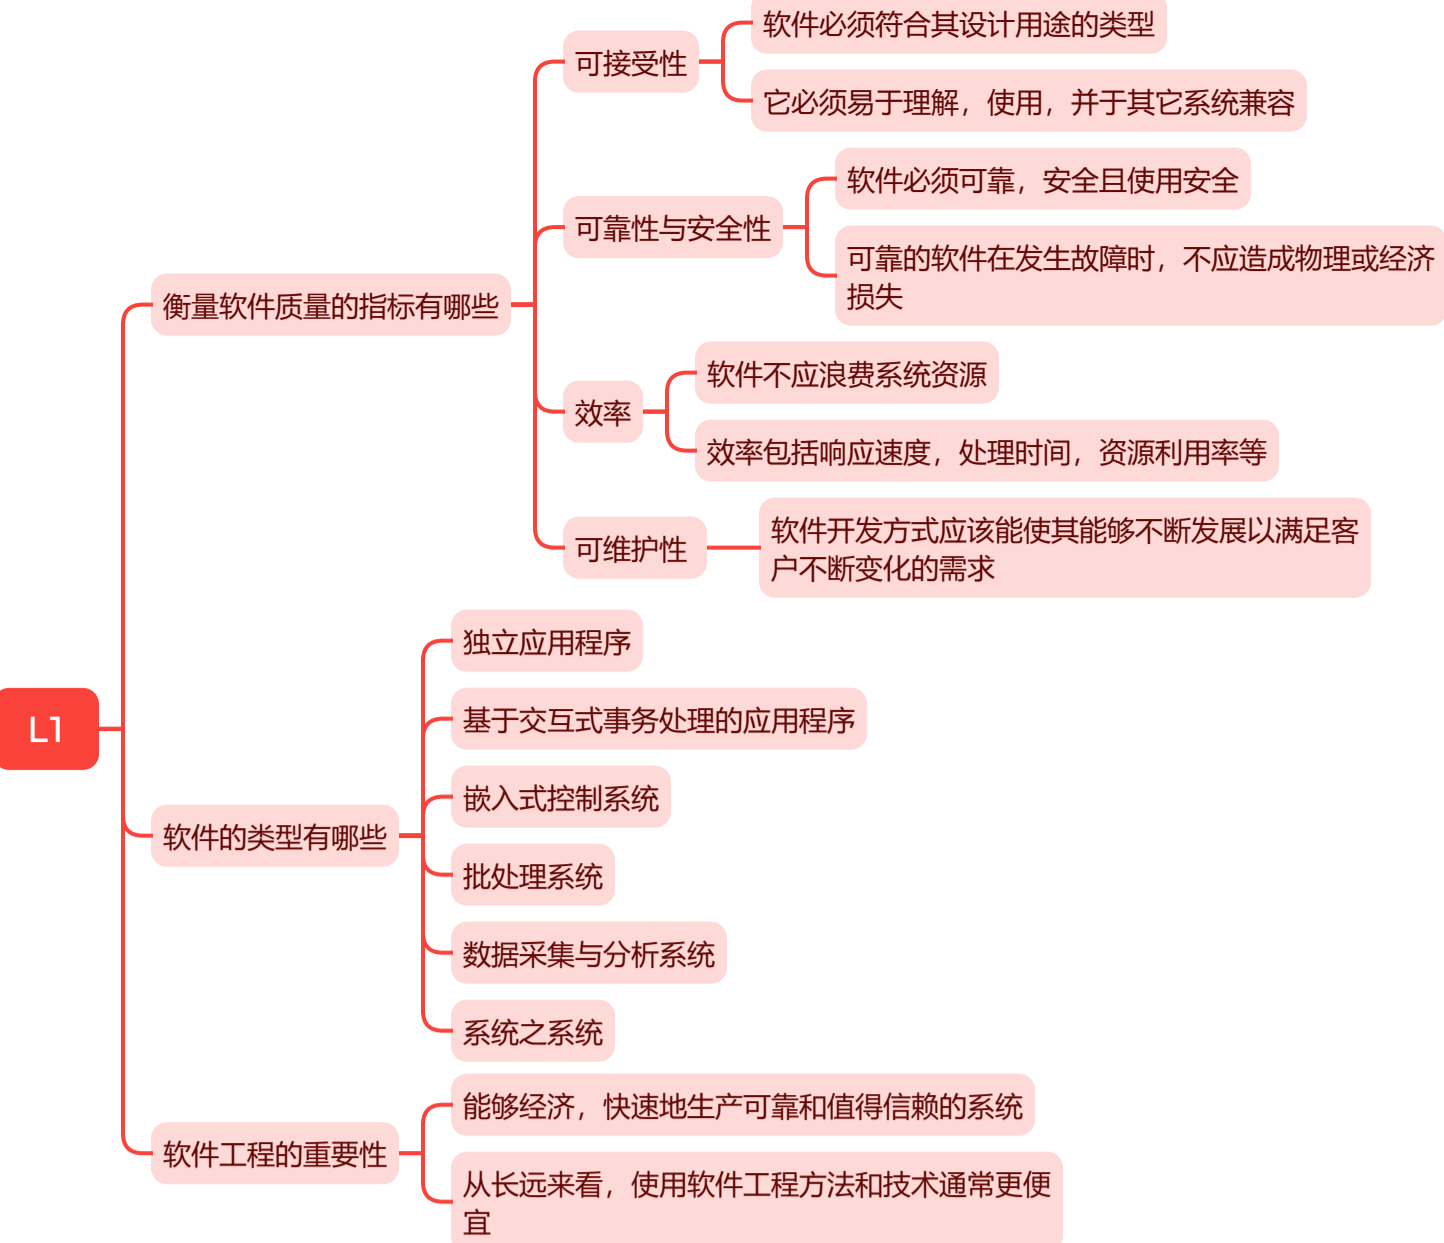 L1
衡量软件质量的指标有哪些
可接受性
软件必须符合其设计用途的类型
它必须易于理解，使用，并于其它系统兼容
可靠性与安全性
软件必须可靠，安全且使用安全
可靠的软件在发生故障时，不应造成物理或经济
损失
效率
软件不应浪费系统资源
效率包括响应速度，处理时间，资源利用率等
可维护性
软件开发方式应该能使其能够不断发展以满足客
户不断变化的需求
软件的类型有哪些
独立应用程序
基于交互式事务处理的应用程序
嵌入式控制系统
批处理系统
数据采集与分析系统
系统之系统
软件工程的重要性
能够经济，快速地生产可靠和值得信赖的系统
从长远来看，使用软件工程方法和技术通常更便
宜